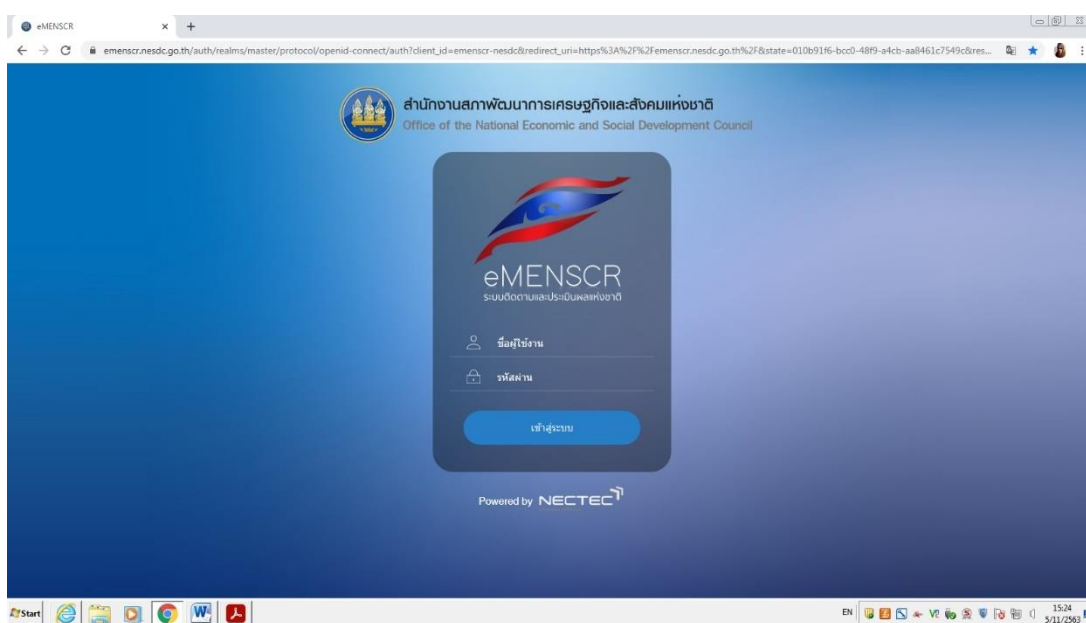 eMENSCR
emenscr.nesdc.go.th/auth/realms/master/protocol/openid-connect/auth?client_id=emenscr-nesdc&redirect_uri=https%3A%2F%2Femenscr.nesdc.go.th%2F&state=010b91f6-bcc0-48f9-a4cb-aa8461c7549c&res...
สำนักงานสภาพัฒนาการเศรษฐกิจและสังคมแห่งชาติ
Office of the National Economic and Social Development Council
eMENSCR
ระบบติดตามและประเมินผลแห่งชาติ
ชื่อผู้ใช้งาน
รหัสผ่าน
เข้าสู่ระบบ
Powered by NECTEC
Start
EN
15:24
5/11/2563